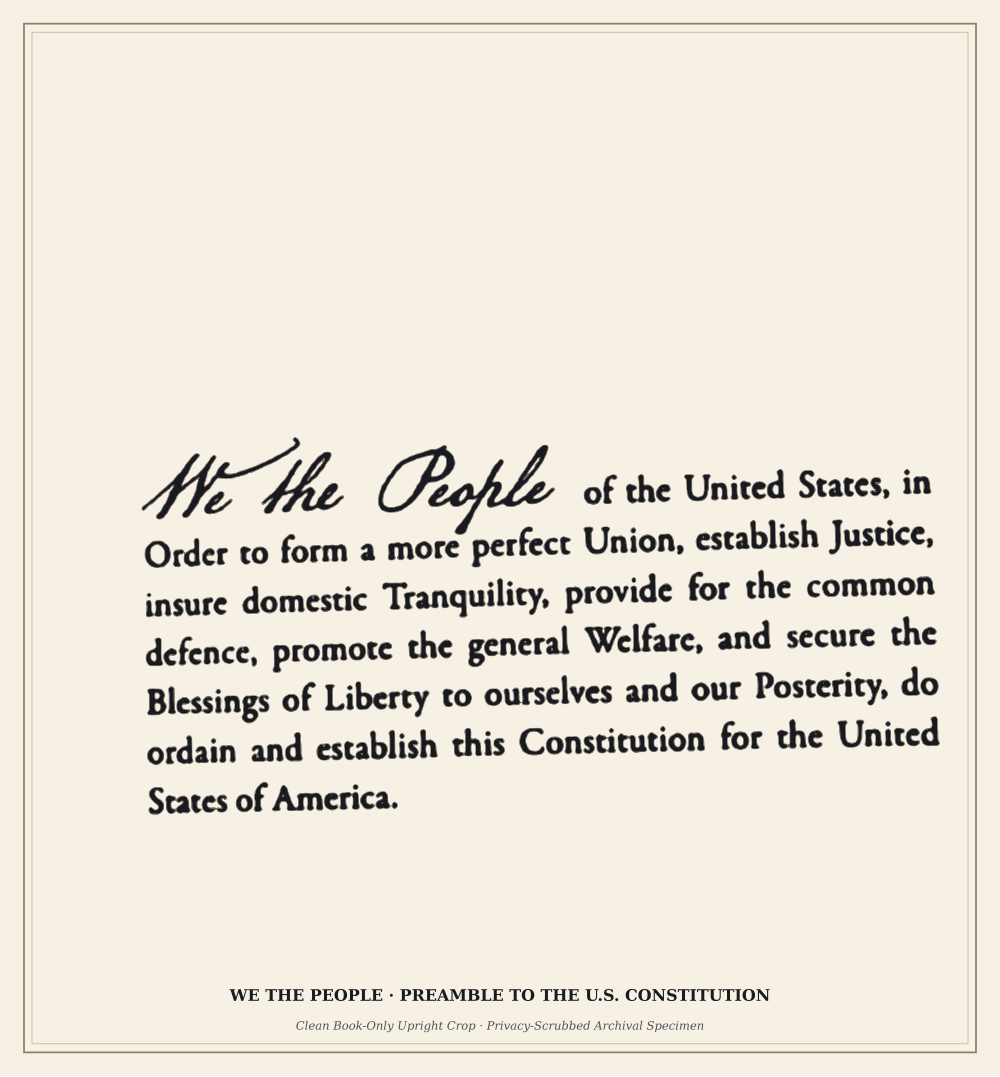 We the People of the United States, in
Order to form a more perfect Union, establish Justice,
insure domestic Tranquility, provide for the common
defence, promote the general Welfare, and secure the
Blessings of Liberty to ourselves and our Posterity, do
ordain and establish this Constitution for the United
States of America.
WE THE PEOPLE · PREAMBLE TO THE U.S. CONSTITUTION
Clean Book-Only Upright Crop · Privacy-Scrubbed Archival Specimen